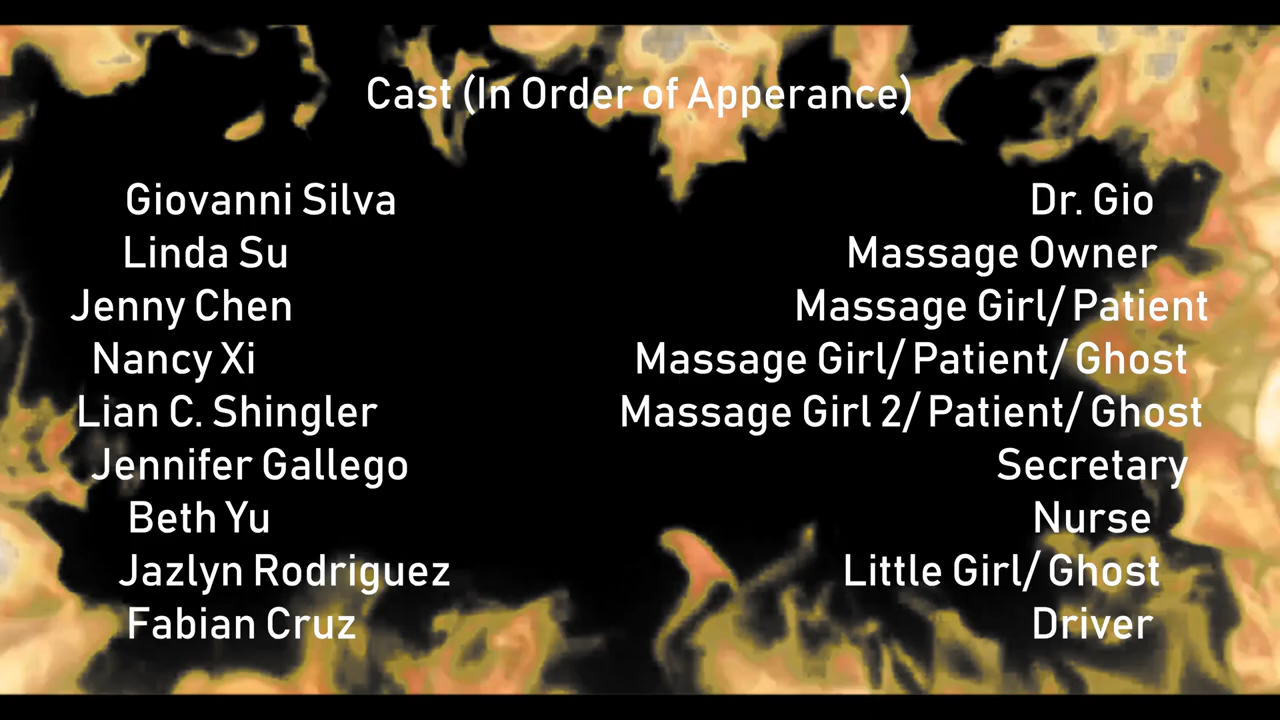 Cast (In Order of Apperance)
Giovanni Silva Dr. Gio
Linda Su Massage Owner
Jenny Chen Massage Girl/ Patient
Nancy Xi Massage Girl/ Patient/ Ghost
Lian C. Shingler Massage Girl 2/ Patient/ Ghost
Jennifer Gallego Secretary
Beth Yu Nurse
Jazlyn Rodriguez Little Girl/ Ghost
Fabian Cruz Driver